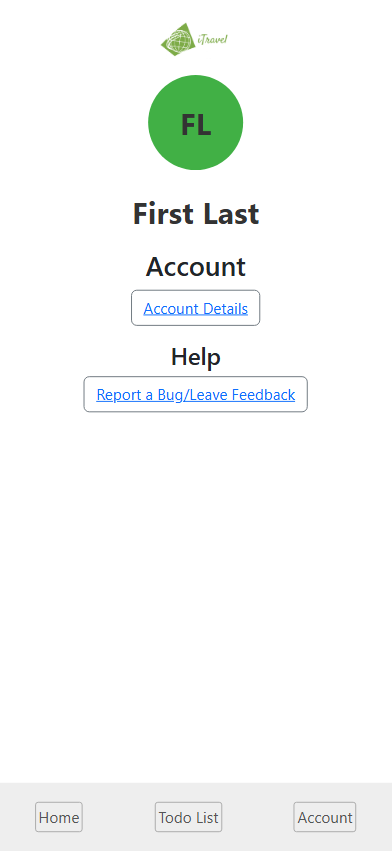 iTravel
FL
First Last
Account
Account Details
Help
Report a Bug/Leave Feedback
Home
Todo List
Account